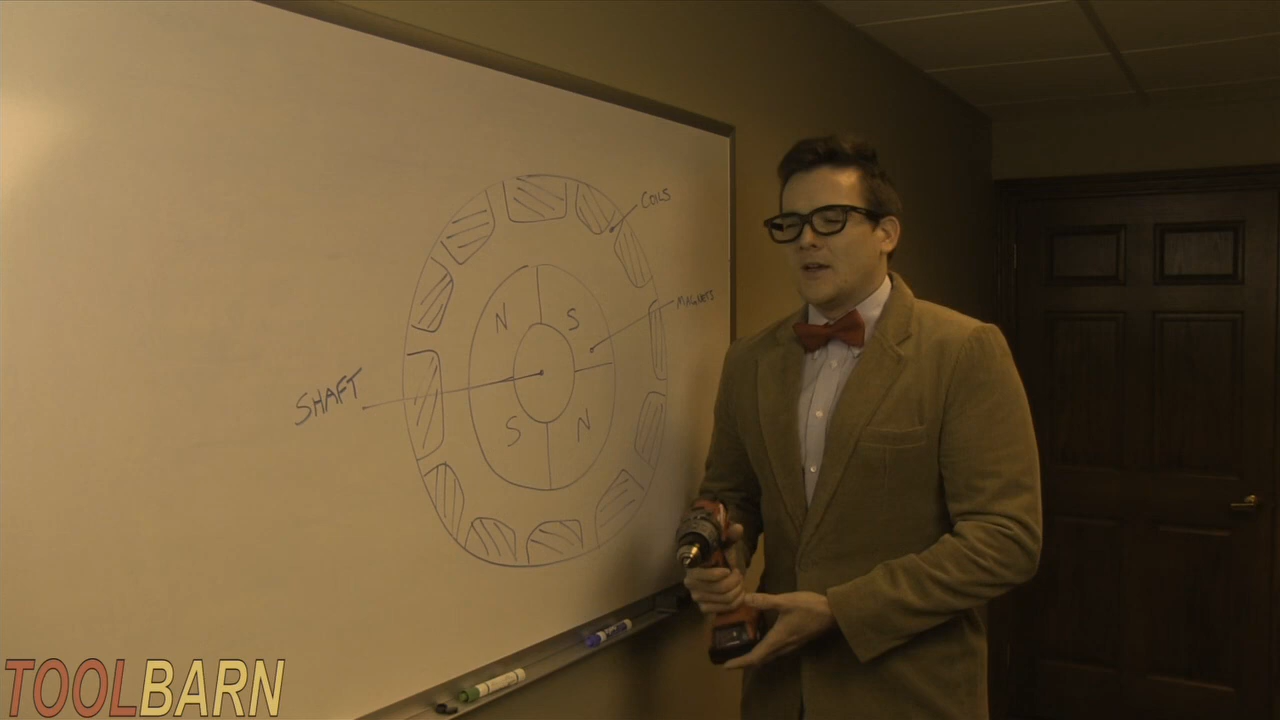 COILS
MAGNETS
N S
SHAFT
S N
TOOLBARN